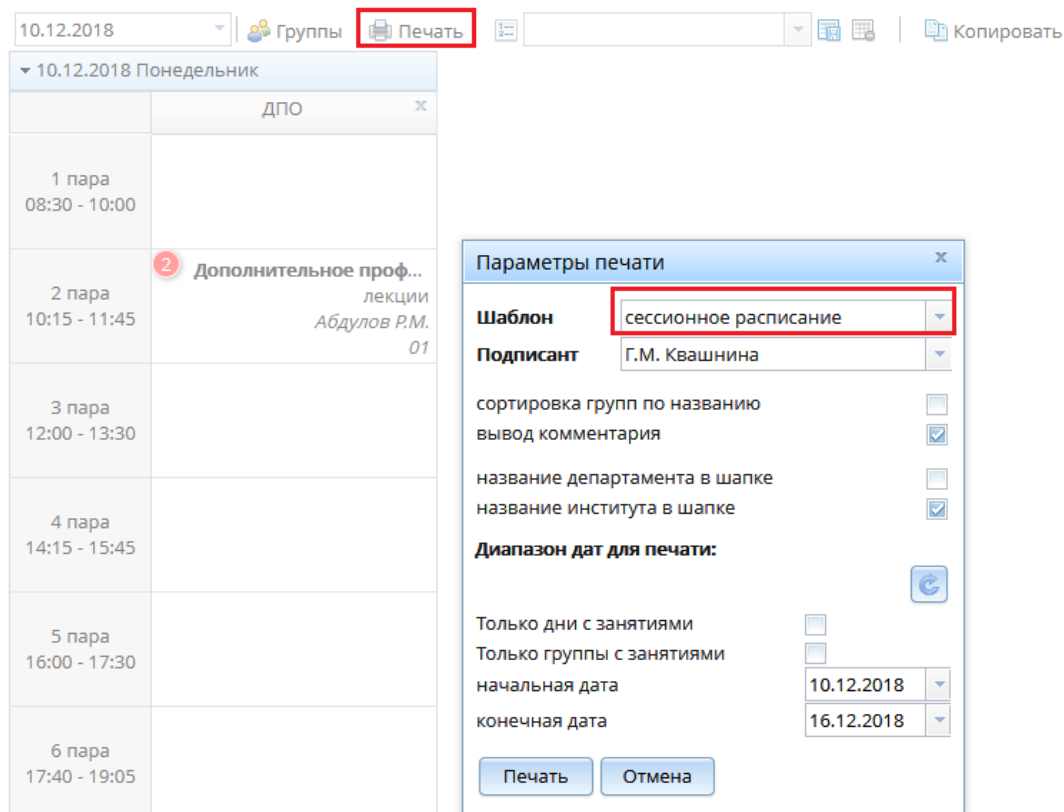 10.12.2018 Группы Печать Копировать
10.12.2018 Понедельник
ДПО x
1 пара
08:30 - 10:00
2 Дополнительное проф...
лекции
2 пара
10:15 - 11:45
Абдулов Р.М.
01
3 пара
12:00 - 13:30
4 пара
14:15 - 15:45
5 пара
16:00 - 17:30
6 пара
17:40 - 19:05
Параметры печати x
Шаблон сессионное расписание
Подписант Г.М. Квашнина
сортировка групп по названию
вывод комментария
название департамента в шапке
название института в шапке
Диапазон дат для печати:
Только дни с занятиями
Только группы с занятиями
начальная дата 10.12.2018
конечная дата 16.12.2018
Печать Отмена